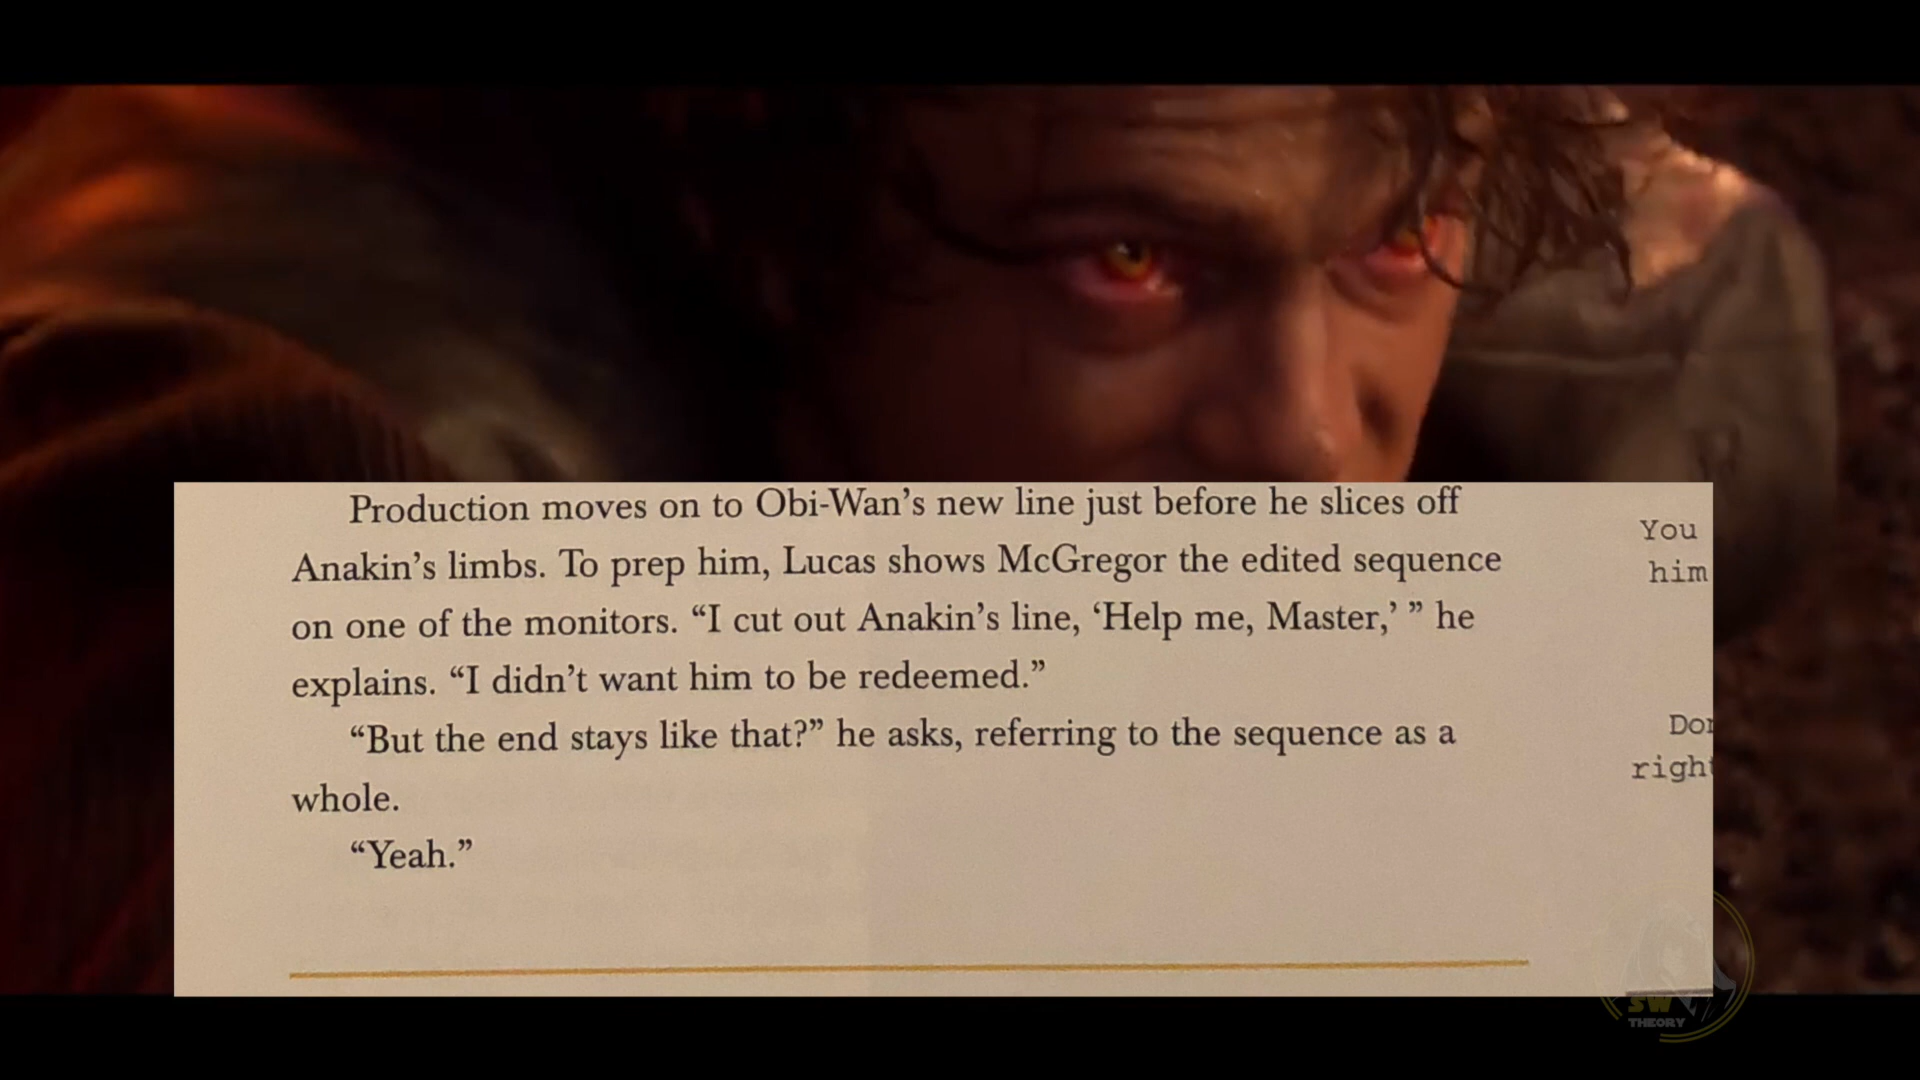 Production moves on to Obi-Wan’s new line just before he slices off
Anakin’s limbs. To prep him, Lucas shows McGregor the edited sequence
on one of the monitors. “I cut out Anakin’s line, ‘Help me, Master,’ ” he
explains. “I didn’t want him to be redeemed.”
“But the end stays like that?” he asks, referring to the sequence as a
whole.
“Yeah.”
You
him
Don
right
SW
THEORY